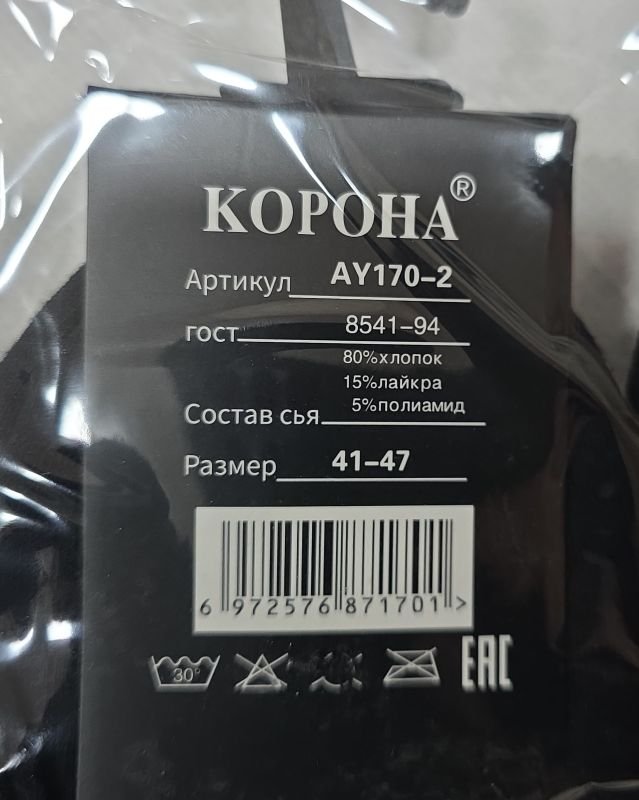 КОРОНА®
Артикул AY170-2
гост 8541-94
80%хлопок
15%лайкра
Состав сья 5%полиамид
Размер 41-47
6 972576 871701 >
30°
EAC